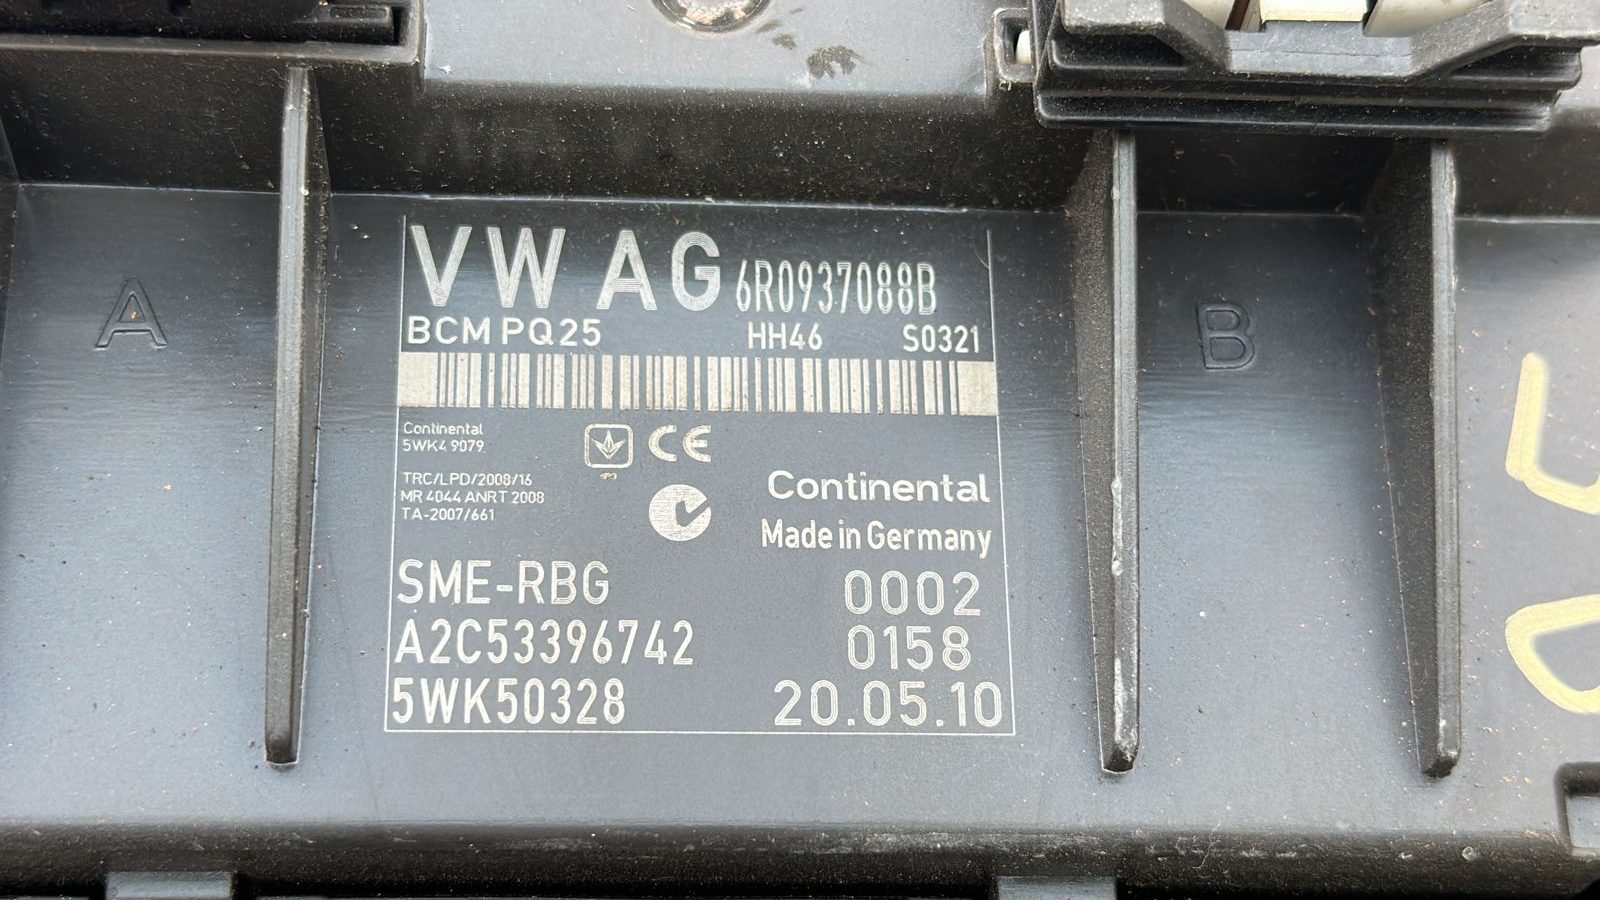 A
VW AG 6R0937088B
BCM PQ25 HH46 S0321
Continental
5WK4 9079
TRC/LPD/2008/16
MR 4044 ANRT 2008
TA-2007/661
CE
Continental
Made in Germany
SME-RBG 0002
A2C53396742 0158
5WK50328 20.05.10
B